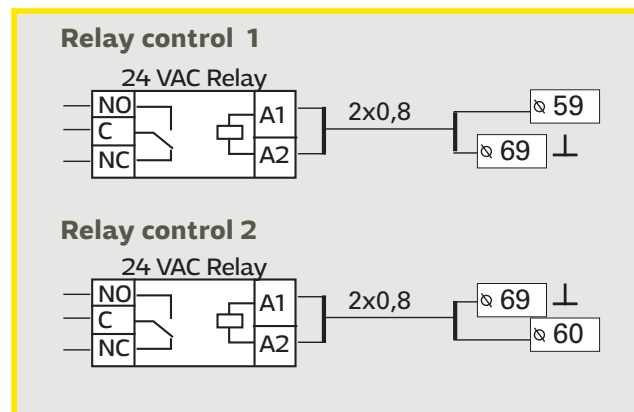 Relay control 1
24 VAC Relay
NO
C
NC
A1
A2
2x0,8
59
69
Relay control 2
24 VAC Relay
NO
C
NC
A1
A2
2x0,8
69
60